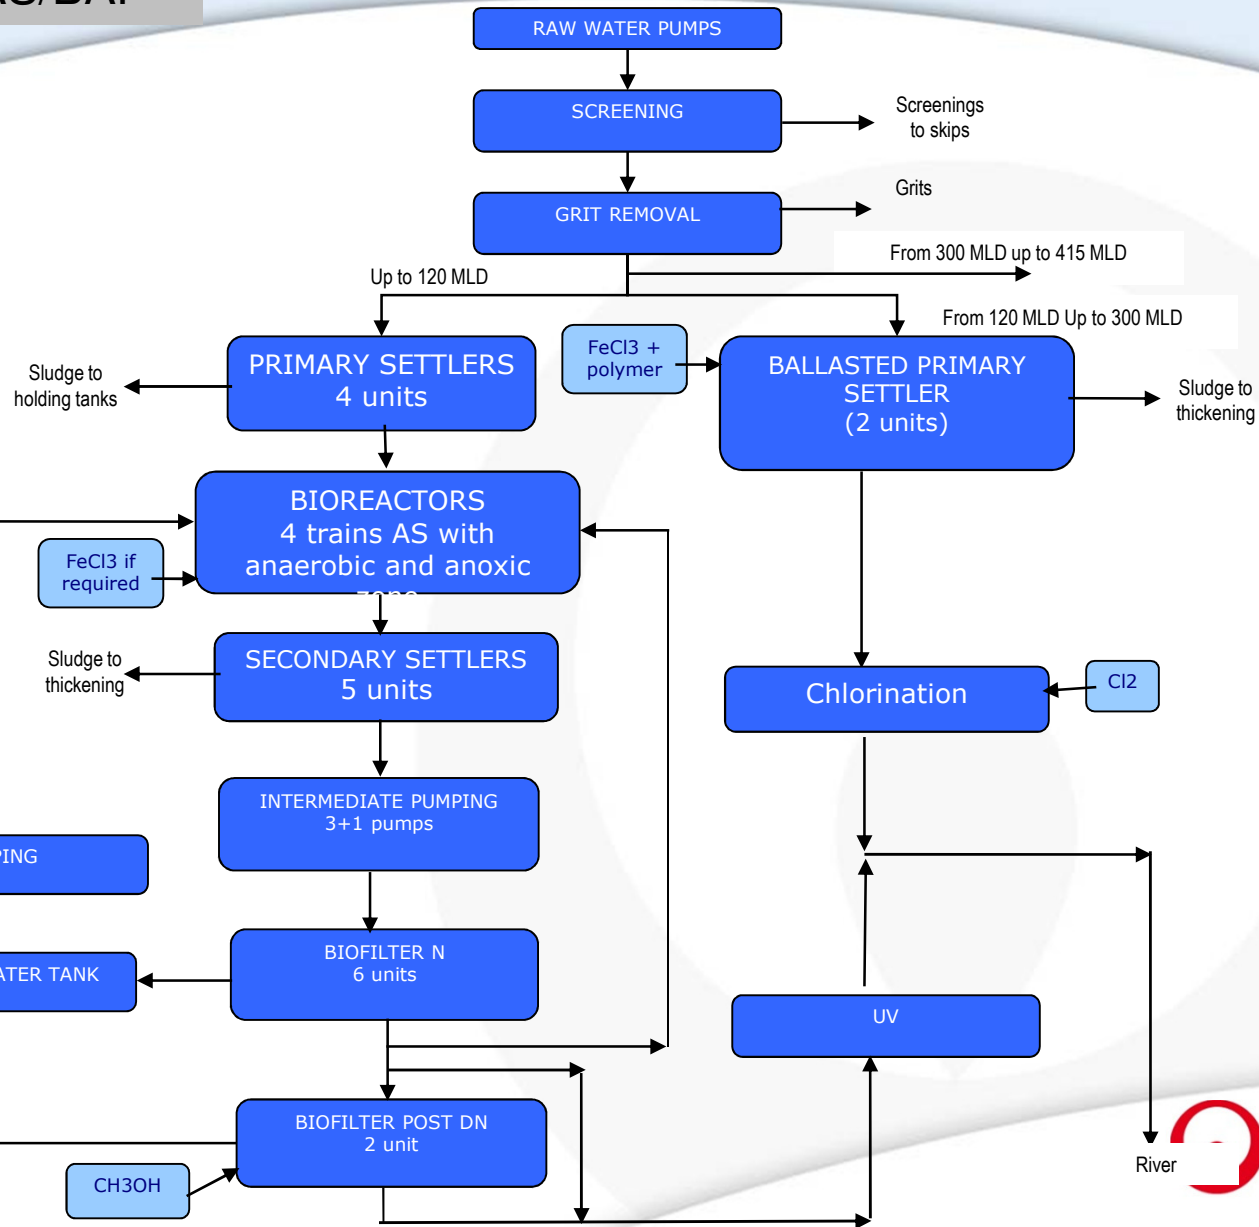 RAW WATER PUMPS
SCREENING
Screenings
to skips
GRIT REMOVAL
Grits
From 300 MLD up to 415 MLD
Up to 120 MLD
From 120 MLD Up to 300 MLD
PRIMARY SETTLERS
4 units
Sludge to
holding tanks
FeCl3 +
polymer
BALLASTED PRIMARY
SETTLER
(2 units)
Sludge to
thickening
BIOREACTORS
4 trains AS with
anaerobic and anoxic
zone
FeCl3 if
required
SECONDARY SETTLERS
5 units
Sludge to
thickening
Chlorination
Cl2
INTERMEDIATE PUMPING
3+1 pumps
PING
BIOFILTER N
6 units
ATER TANK
UV
BIOFILTER POST DN
2 unit
CH3OH
River